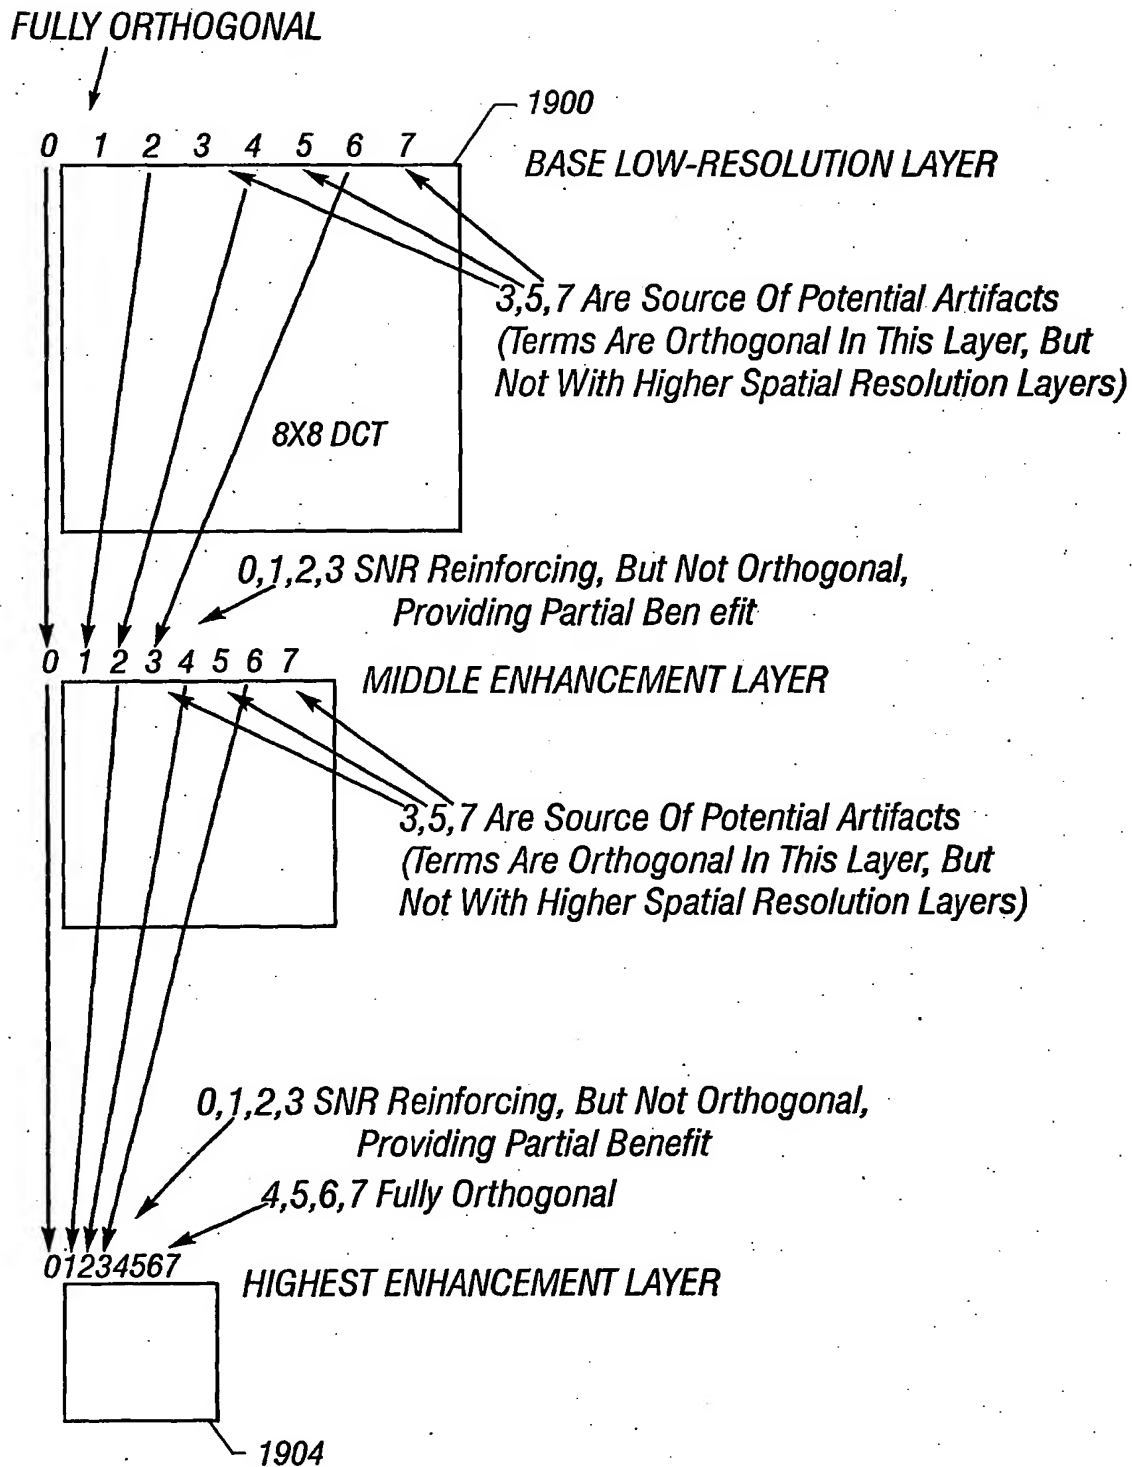 FULLY ORTHOGONAL
1900
0 1 2 3 4 5 6 7
BASE LOW-RESOLUTION LAYER
3,5,7 Are Source Of Potential Artifacts
(Terms Are Orthogonal In This Layer, But
Not With Higher Spatial Resolution Layers)
8X8 DCT
0,1,2,3 SNR Reinforcing, But Not Orthogonal,
Providing Partial Ben efit
0 1 2 3 4 5 6 7
MIDDLE ENHANCEMENT LAYER
3,5,7 Are Source Of Potential Artifacts
(Terms Are Orthogonal In This Layer, But
Not With Higher Spatial Resolution Layers)
0,1,2,3 SNR Reinforcing, But Not Orthogonal,
Providing Partial Benefit
4,5,6,7 Fully Orthogonal
01234567
HIGHEST ENHANCEMENT LAYER
1904